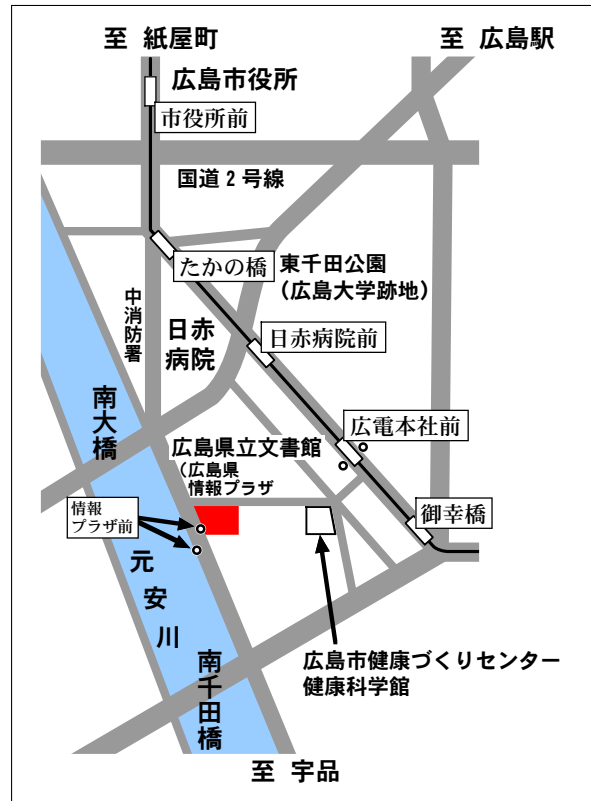 至 紙屋町
至 広島駅
広島市役所
市役所前
国道2号線
たかの橋
東千田公園
（広島大学跡地）
中消防署
日赤
病院
日赤病院前
南大橋
広電本社前
広島県立文書館
（広島県
情報プラザ
情報
プラザ前
御幸橋
元安川
南千田橋
広島市健康づくりセンター
健康科学館
至 宇品